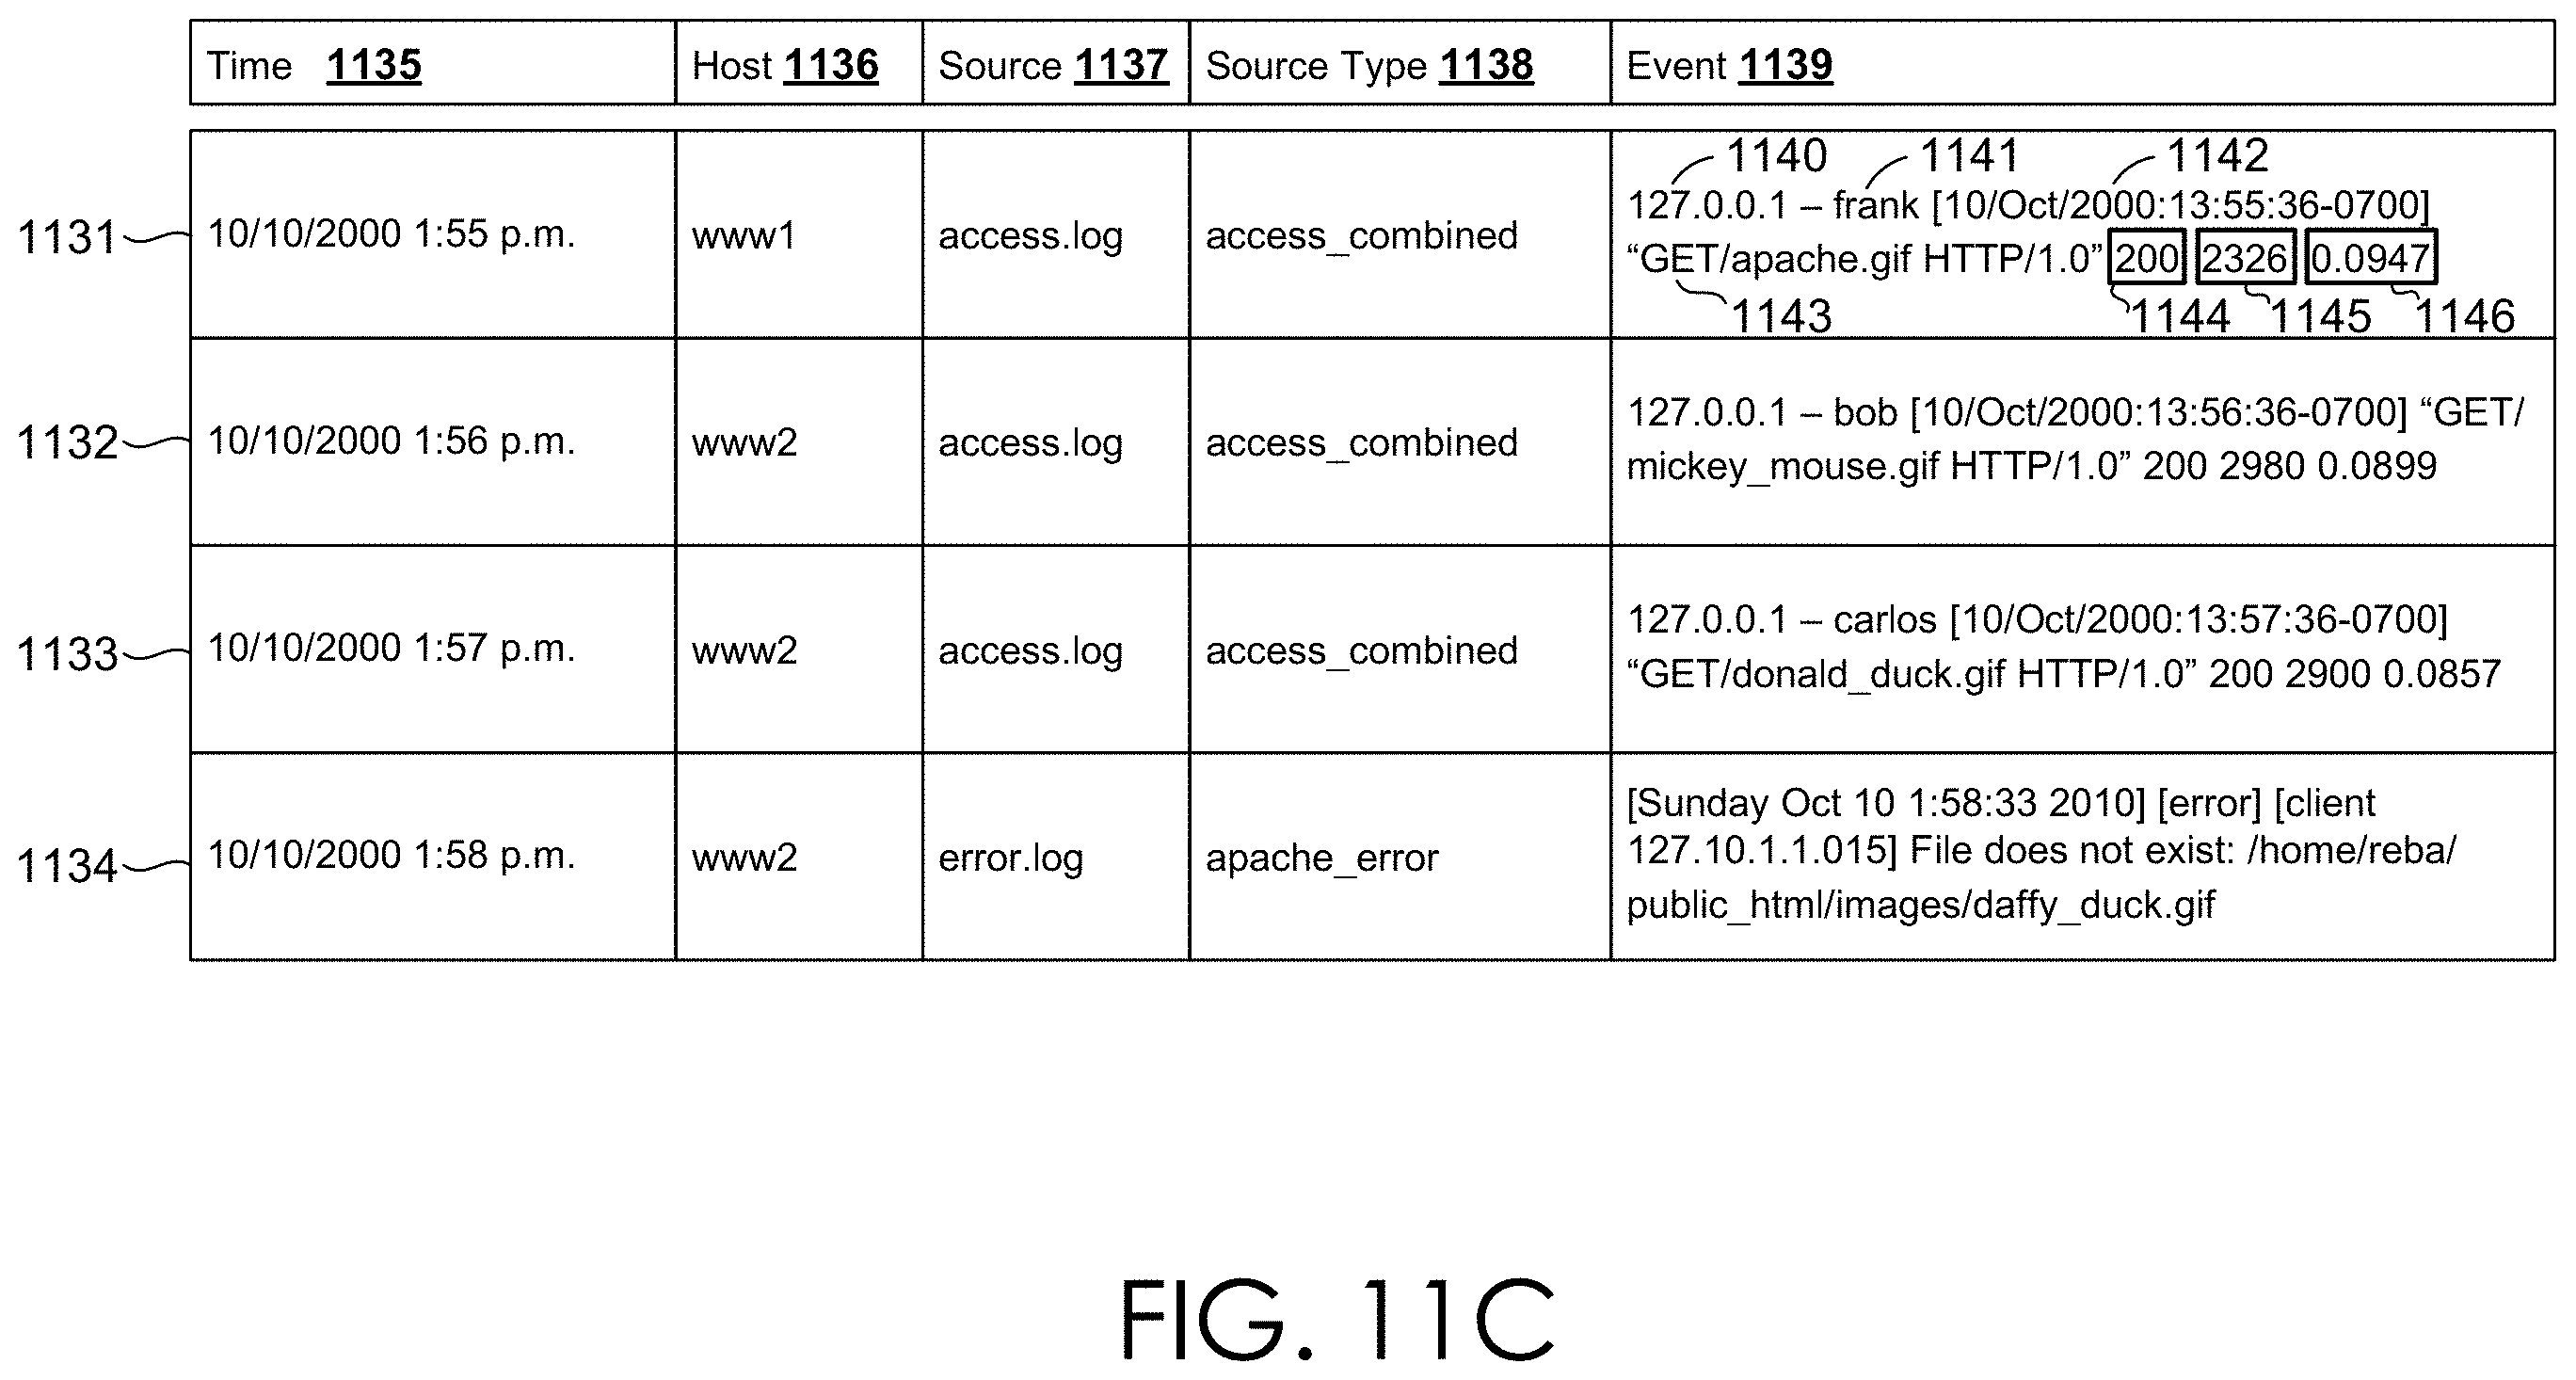 Time 1135 Host 1136 Source 1137 Source Type 1138 Event 1139
1140 1141 1142
127.0.0.1 – frank [10/Oct/2000:13:55:36-0700]
1131 10/10/2000 1:55 p.m. www1 access.log access_combined
“GET/apache.gif HTTP/1.0” 200 2326 0.0947
1143 1144 1145 1146
127.0.0.1 – bob [10/Oct/2000:13:56:36-0700] “GET/
1132 10/10/2000 1:56 p.m. www2 access.log access_combined
mickey_mouse.gif HTTP/1.0” 200 2980 0.0899
127.0.0.1 – carlos [10/Oct/2000:13:57:36-0700]
1133 10/10/2000 1:57 p.m. www2 access.log access_combined
“GET/donald_duck.gif HTTP/1.0” 200 2900 0.0857
[Sunday Oct 10 1:58:33 2010] [error] [client
1134 10/10/2000 1:58 p.m. www2 error.log apache_error
127.10.1.1.015] File does not exist: /home/reba/
public_html/images/daffy_duck.gif
FIG. 11C